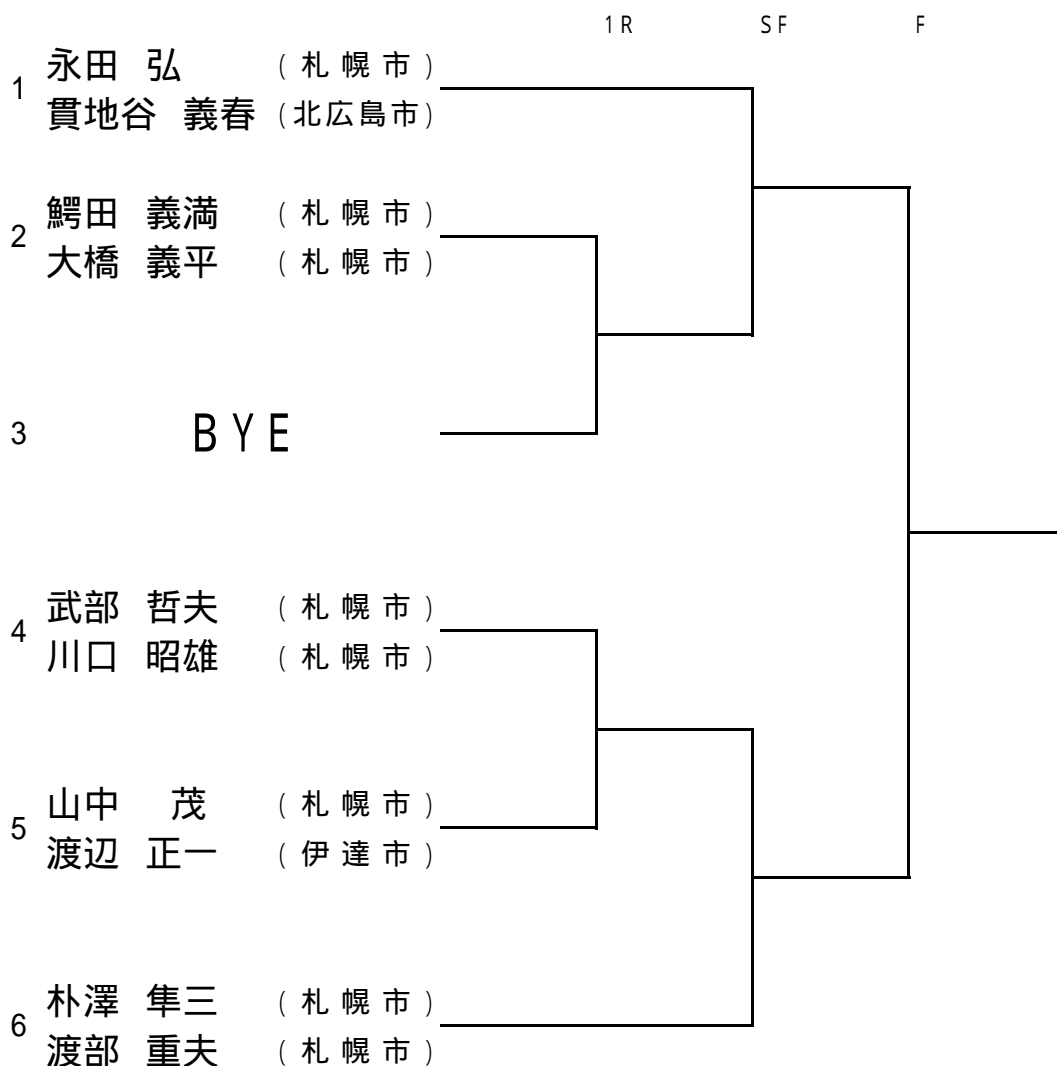 1R SF F
1 永田 弘 (札幌市)
貫地谷 義春 (北広島市)
2 鰐田 義満 (札幌市)
大橋 義平 (札幌市)
3 BYE
4 武部 哲夫 (札幌市)
川口 昭雄 (札幌市)
5 山中 茂 (札幌市)
渡辺 正一 (伊達市)
6 朴澤 隼三 (札幌市)
渡部 重夫 (札幌市)